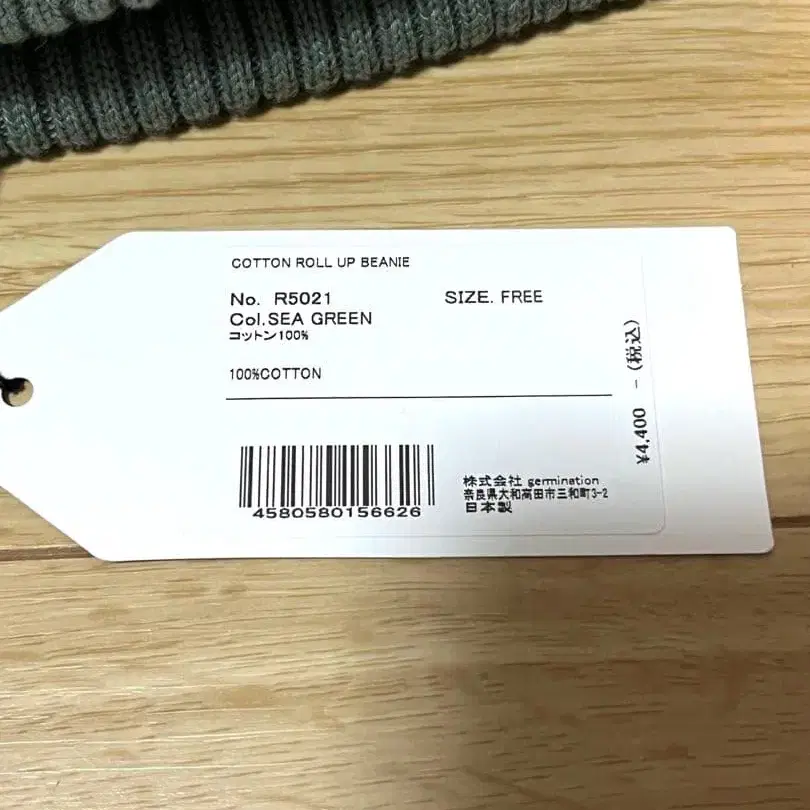 COTTON ROLL UP BEANIE
No. R5021 SIZE. FREE
Col.SEA GREEN
コットン100%
100%COTTON
¥4,400 - (税込)
4580580156626
株式会社 germination
奈良県大和高田市三和町3-2
日本製